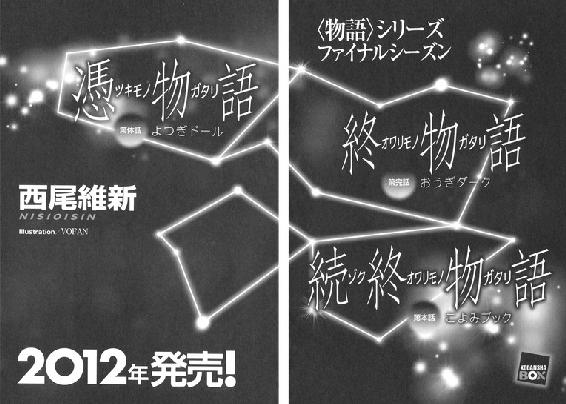 憑物語
ツキモノ ガタリ
第体話 よつぎドール
西尾維新
NISIOISIN
Illustration／VOFAN
2012年発売!
〈物語〉シリーズ
ファイナルシーズン
終物語
オワリモノ ガタリ
第完話 おうぎダーク
続終物語
ゾク オワリモノ ガタリ
第本話 こよみブック
KODANSHA
BOX